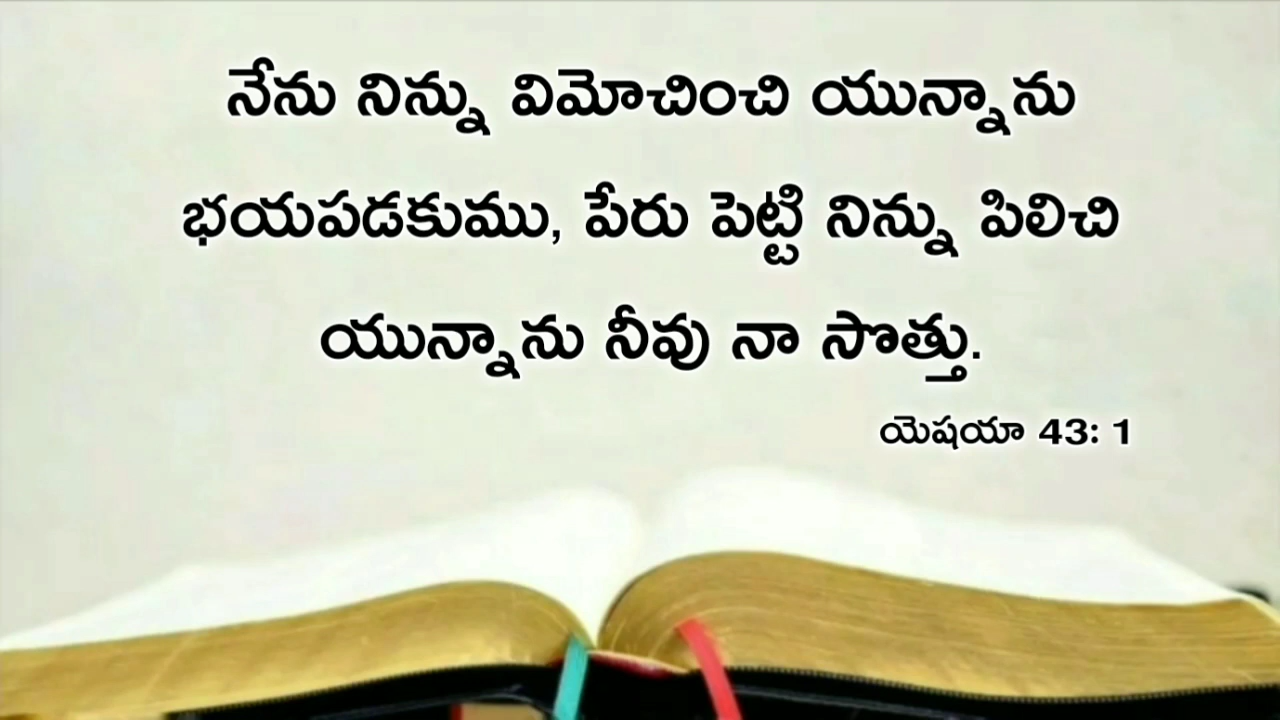 నేను నిన్ను విమోచించి యున్నాను
భయపడకుము, పేరు పెట్టి నిన్ను పిలిచి
యున్నాను నీవు నా సొత్తు.
యెషయా 43: 1